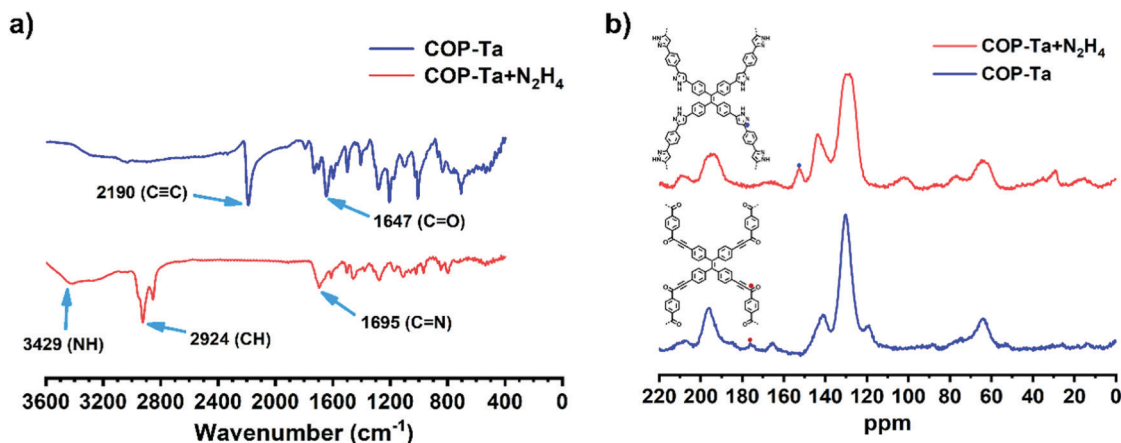 a)
COP-Ta
COP-Ta+N₂H₄
2190 (C≡C)
1647 (C=O)
3429 (NH)
2924 (CH)
1695 (C=N)
3600 3200 2800 2400 2000 1600 1200 800 400 0
Wavenumber (cm⁻¹)
b)
COP-Ta+N₂H₄
COP-Ta
220 200 180 160 140 120 100 80 60 40 20 0
ppm